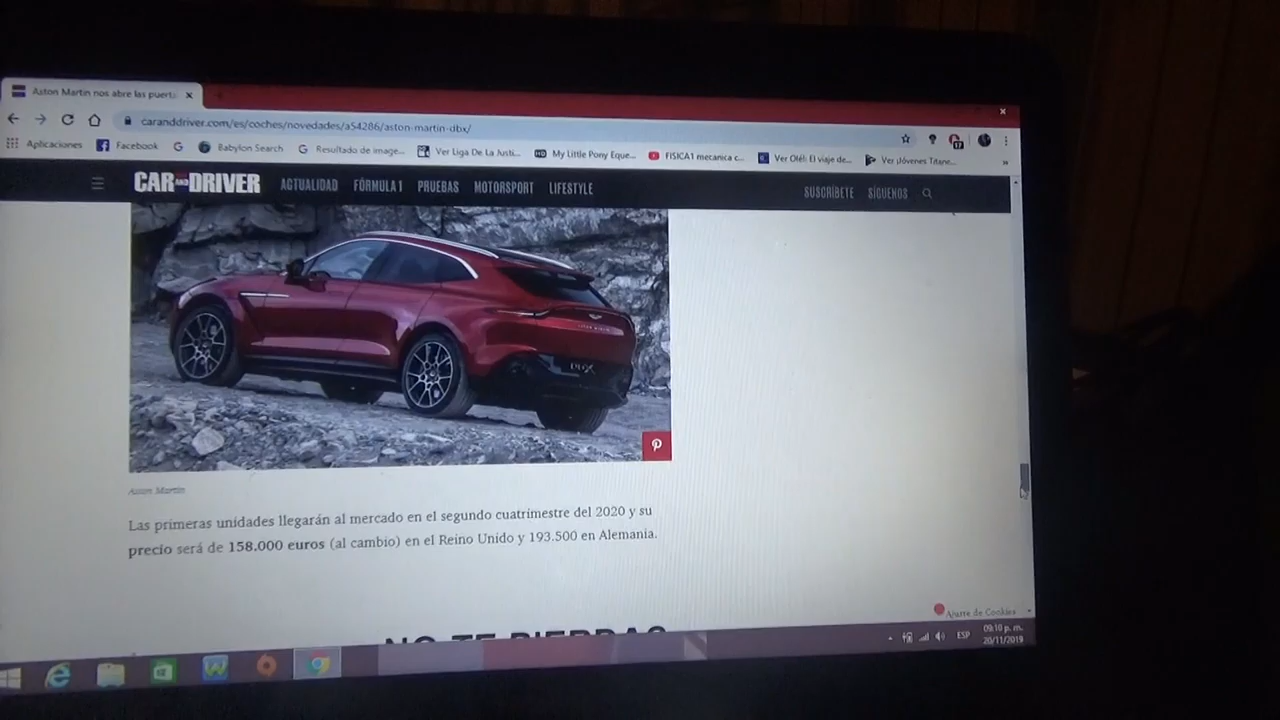 Aston Martin nos abre las puert
caranddriver.com/es/coches/novedades/a54286/aston-martin-dbx/
Aplicaciones Facebook Babylon Search Resultado de image... Ver Liga De La Justi... My Little Pony Eque... FISICA1 mecanica c... Ver Olé!: El viaje de... Ver Jóvenes Titane...
CAR AND DRIVER ACTUALIDAD FÓRMULA 1 PRUEBAS MOTORSPORT LIFESTYLE SUSCRÍBETE SÍGUENOS
DBX
Aston Martin
Las primeras unidades llegarán al mercado en el segundo cuatrimestre del 2020 y su
precio será de 158.000 euros (al cambio) en el Reino Unido y 193.500 en Alemania.
Ajuste de Cookies
NO TE PIERDAS
ESP
09:10 p. m.
20/11/2019